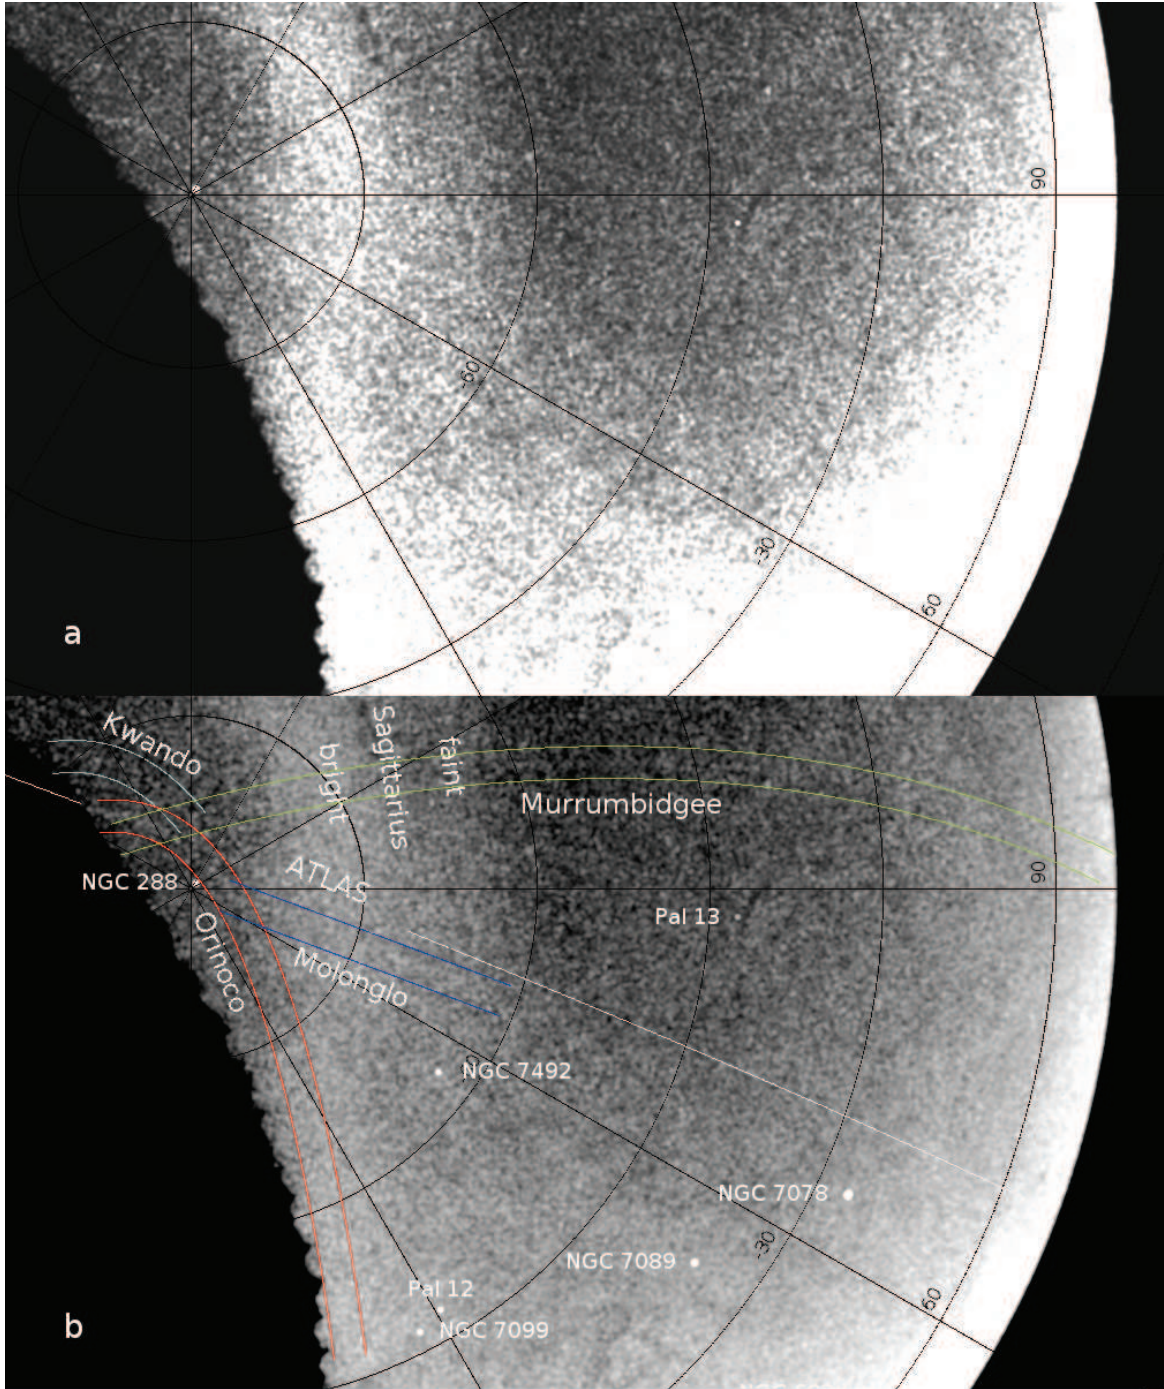 90
-60
-30
60
a
Kwando
Sagittarius
bright
faint
Murrumbidgee
NGC 288
ATLAS
90
Pal 13
Orinoco
Molonglo
NGC 7492
NGC 7078
-30
NGC 7089
60
Pal 12
NGC 7099
b